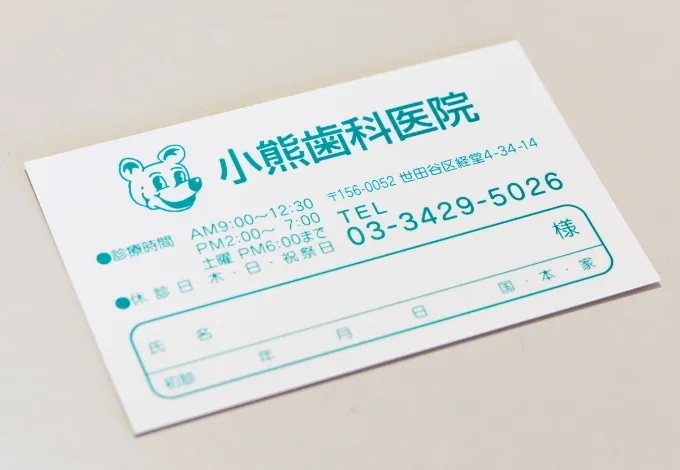 小熊歯科医院
〒156-0052 世田谷区経堂4-34-14
TEL
03-3429-5026
●診療時間 AM9:00〜12:30
PM2:00〜 7:00
土曜 PM6:00まで
●休診日 木・日・祝祭日
氏 名 様
初診 年 月 日 国・本・家